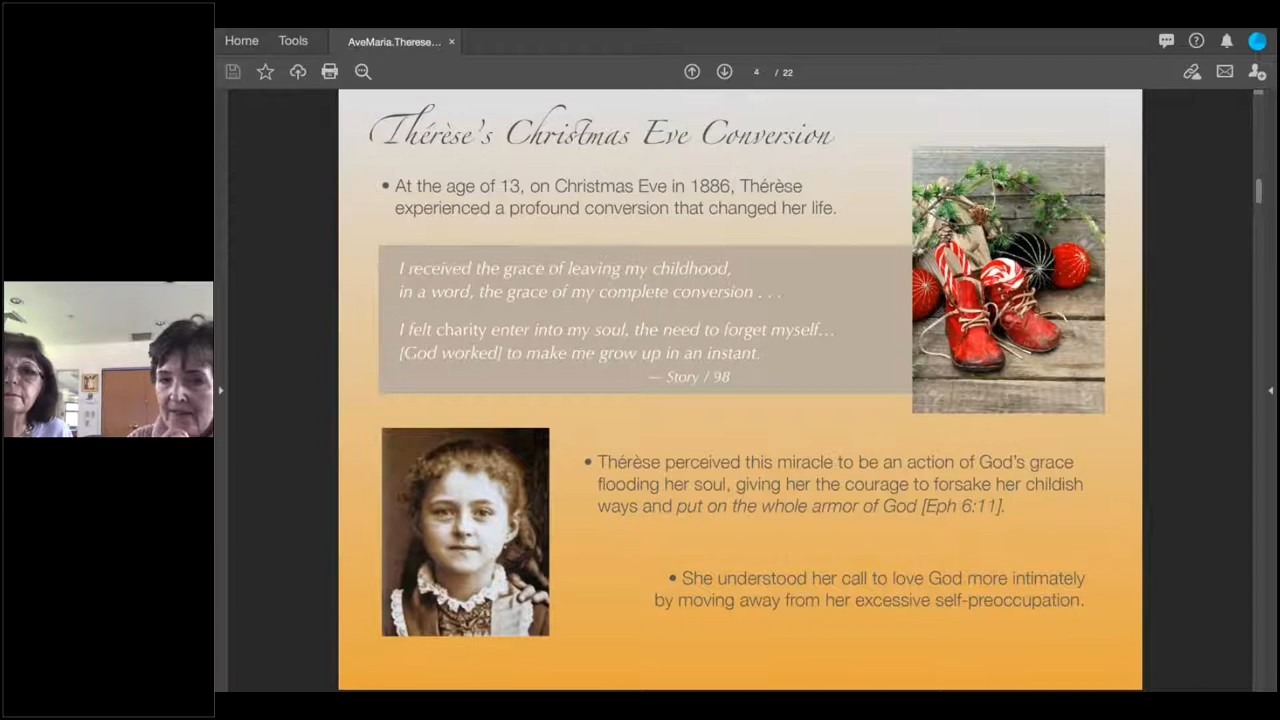 Home
Tools
AveMaria.Therese... ×
4 / 22
Thérèse's Christmas Eve Conversion
• At the age of 13, on Christmas Eve in 1886, Thérèse
experienced a profound conversion that changed her life.
I received the grace of leaving my childhood,
in a word, the grace of my complete conversion . . .
I felt charity enter into my soul, the need to forget myself...
[God worked] to make me grow up in an instant.
— Story / 98
• Thérèse perceived this miracle to be an action of God's grace
flooding her soul, giving her the courage to forsake her childish
ways and put on the whole armor of God [Eph 6:11].
• She understood her call to love God more intimately
by moving away from her excessive self-preoccupation.